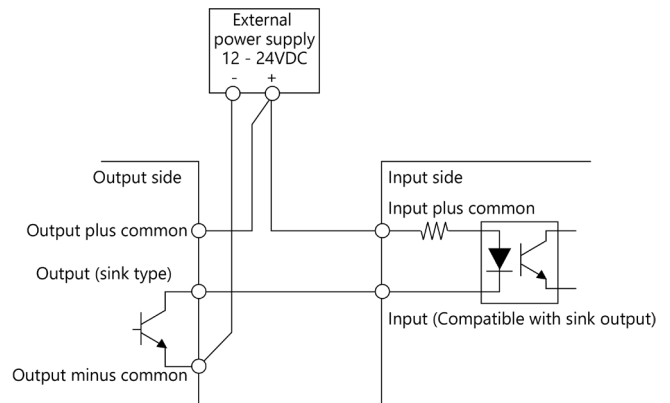 External
power supply
12 - 24VDC
- +
Output side
Input side
Input plus common
Output plus common
Output (sink type)
Input (Compatible with sink output)
Output minus common